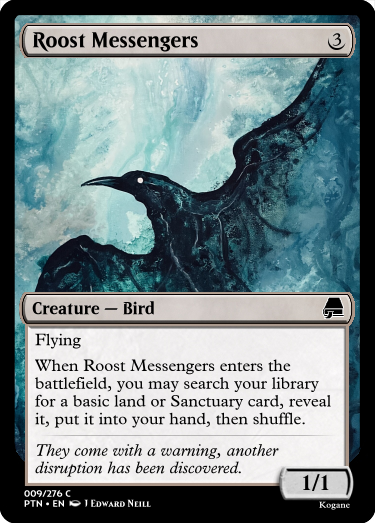 Roost Messengers 3
Creature — Bird
Flying
When Roost Messengers enters the
battlefield, you may search your library
for a basic land or Sanctuary card, reveal
it, put it into your hand, then shuffle.
They come with a warning, another
disruption has been discovered.
1/1
009/276 C
PTN • EN J Edward Neill
Kogane